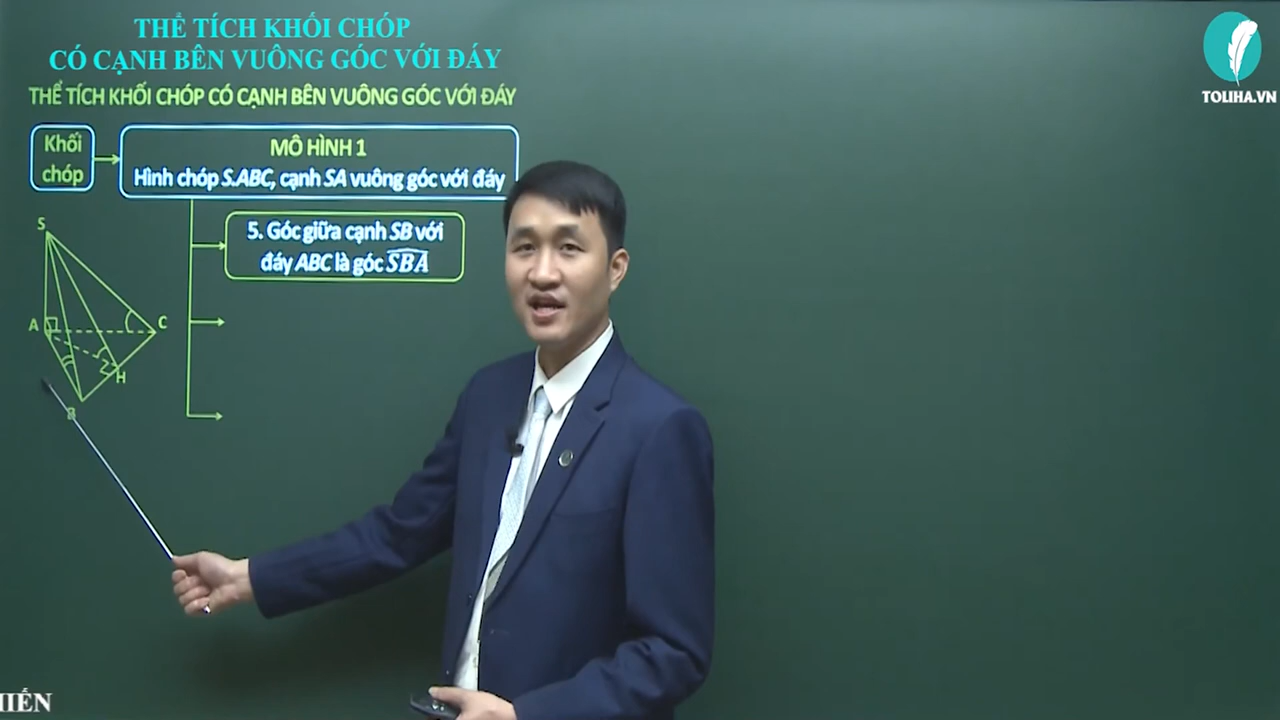 THỂ TÍCH KHỐI CHÓP
CÓ CẠNH BÊN VUÔNG GÓC VỚI ĐÁY
THỂ TÍCH KHỐI CHÓP CÓ CẠNH BÊN VUÔNG GÓC VỚI ĐÁY
Khối
chóp
MÔ HÌNH 1
Hình chóp S.ABC, cạnh SA vuông góc với đáy
5. Góc giữa cạnh SB với
đáy ABC là góc SBA
S
A
C
H
B
TOLIHA.VN